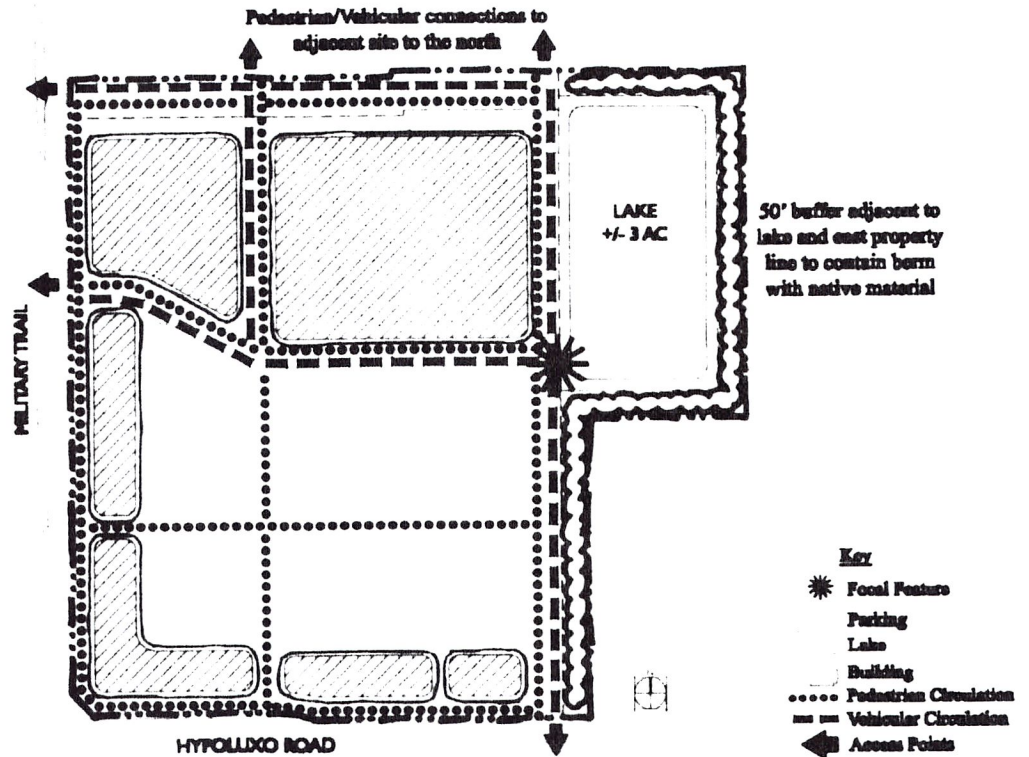 Pedestrian/Vehicular connections to
adjacent site to the north
LAKE
+/- 3 AC
50' buffer adjacent to
lake and east property
line to contain berm
with native material
MILITARY TRAIL
Key
Focal Feature
Parking
Lake
Building
Pedestrian Circulation
Vehicular Circulation
Access Points
HYPOLUXO ROAD